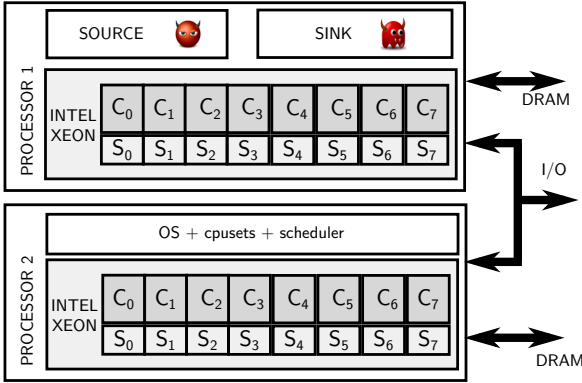 PROCESSOR 1
SOURCE SINK
INTEL XEON
C0 C1 C2 C3 C4 C5 C6 C7
S0 S1 S2 S3 S4 S5 S6 S7
DRAM
I/O
PROCESSOR 2
OS + cpusets + scheduler
INTEL XEON
C0 C1 C2 C3 C4 C5 C6 C7
S0 S1 S2 S3 S4 S5 S6 S7
DRAM